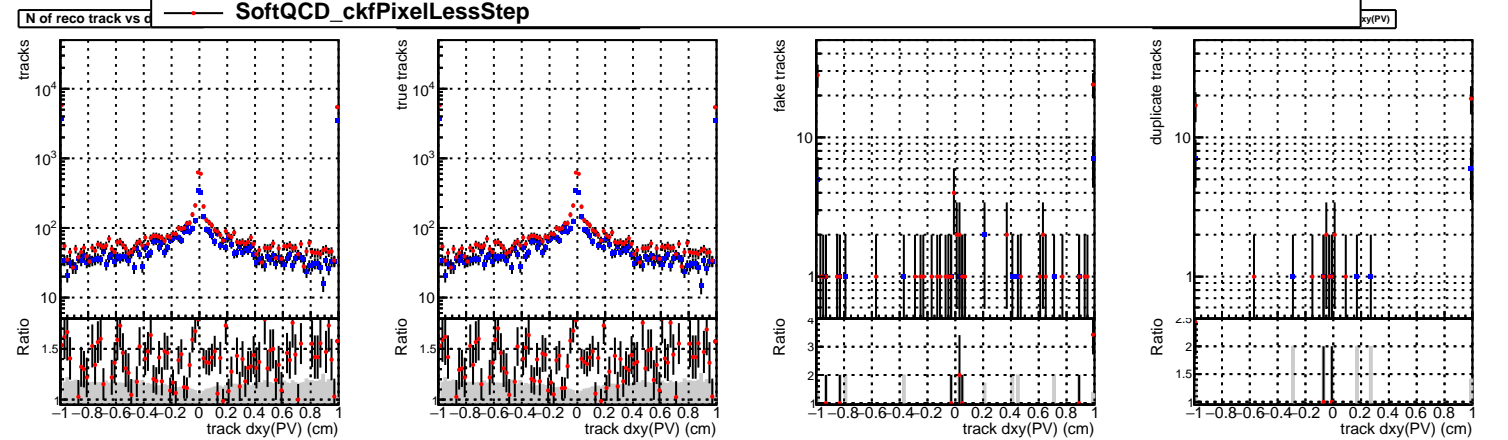 SoftQCD_ckfPixelLessStep
N of reco track vs d
xy(PV)
tracks
10⁴
10³
10²
10
Ratio
1.5
1
−1 −0.8 −0.6 −0.4 −0.2 0 0.2 0.4 0.6 0.8 1
track dxy(PV) (cm)
true tracks
10⁴
10³
10²
10
Ratio
1.5
1
−1 −0.8 −0.6 −0.4 −0.2 0 0.2 0.4 0.6 0.8 1
track dxy(PV) (cm)
fake tracks
10
1
Ratio
4
3
2
1
−1 −0.8 −0.6 −0.4 −0.2 0 0.2 0.4 0.6 0.8 1
track dxy(PV) (cm)
duplicate tracks
10
1
Ratio
2.5
2
1.5
1
−1 −0.8 −0.6 −0.4 −0.2 0 0.2 0.4 0.6 0.8 1
track dxy(PV) (cm)